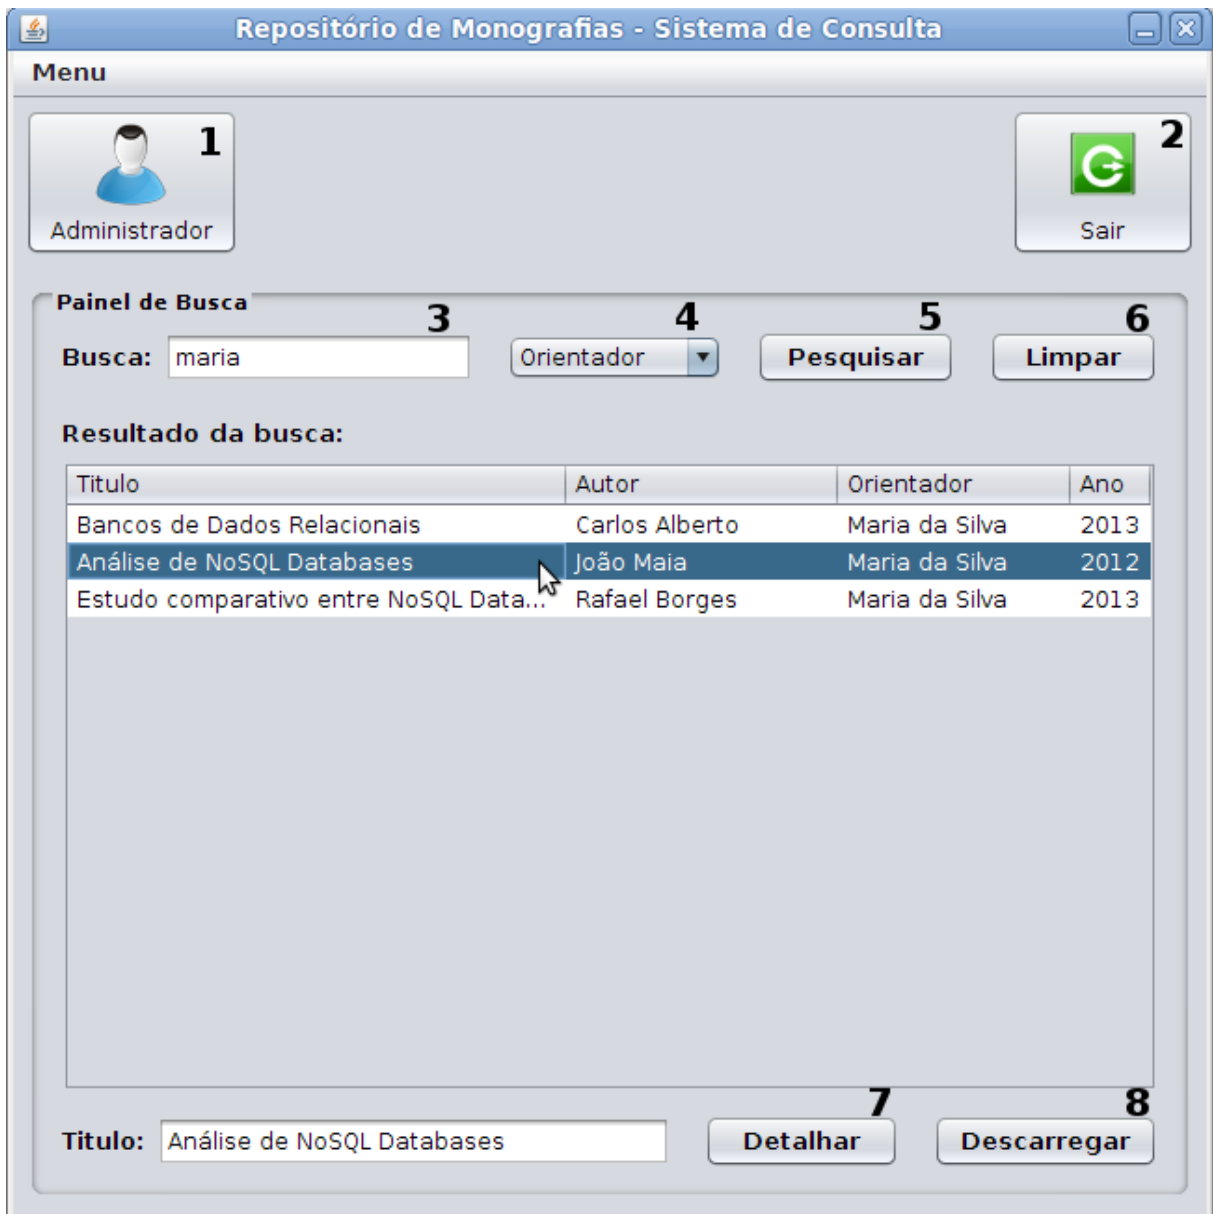 Repositório de Monografias - Sistema de Consulta
Menu
1
2
Administrador
Sair
Painel de Busca
3
4
5
6
Busca: maria Orientador Pesquisar Limpar
Resultado da busca:
Titulo Autor Orientador Ano
Bancos de Dados Relacionais Carlos Alberto Maria da Silva 2013
Análise de NoSQL Databases João Maia Maria da Silva 2012
Estudo comparativo entre NoSQL Data... Rafael Borges Maria da Silva 2013
7
8
Titulo: Análise de NoSQL Databases Detalhar Descarregar